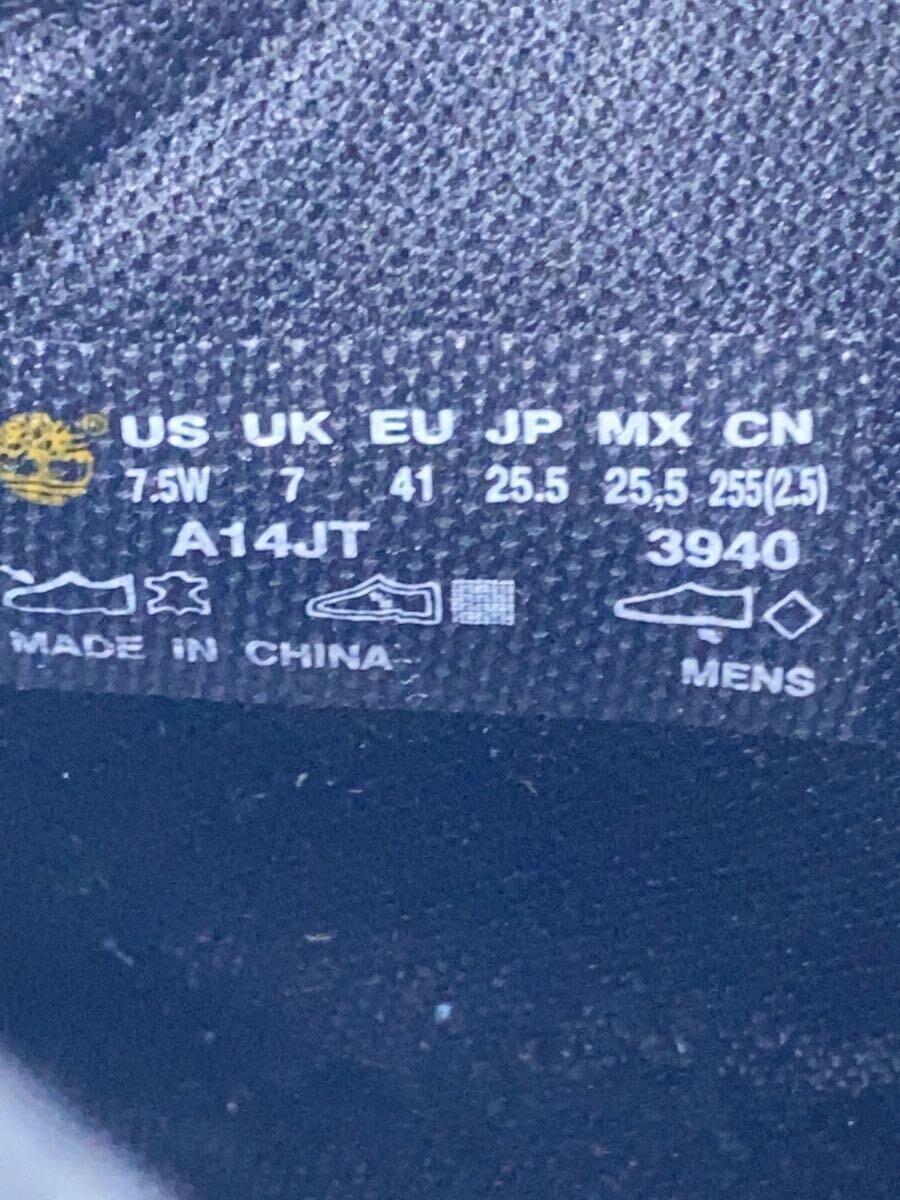 ® US UK EU JP MX CN
7.5W 7 41 25.5 25,5 255(2.5)
A14JT 3940
MADE IN CHINA
MENS